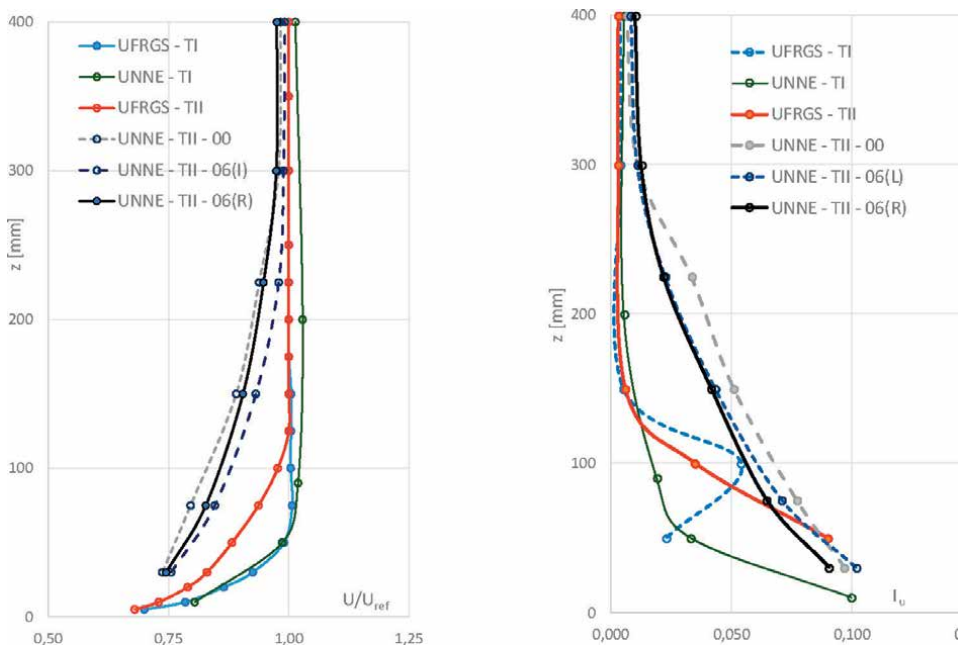 400
300
200
100
0
z [mm]
UFRGS - TI
UNNE - TI
UFRGS - TII
UNNE - TII - 00
UNNE - TII - 06(I)
UNNE - TII - 06(R)
U/Uref
0,50
0,75
1,00
1,25
400
300
200
100
0
z [mm]
UFRGS - TI
UNNE - TI
UFRGS - TII
UNNE - TII - 00
UNNE - TII - 06(L)
UNNE - TII - 06(R)
Iu
0,000
0,050
0,100
0